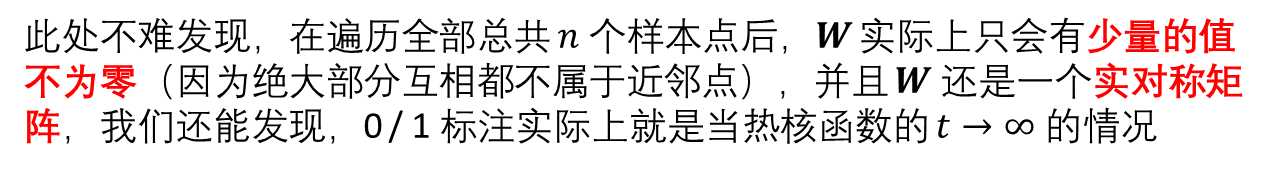 此处不难发现，在遍历全部总共 n 个样本点后，W 实际上只会有少量的值
不为零（因为绝大部分互相都不属于近邻点），并且 W 还是一个实对称矩
阵，我们还能发现，0 / 1 标注实际上就是当热核函数的 t → ∞ 的情况